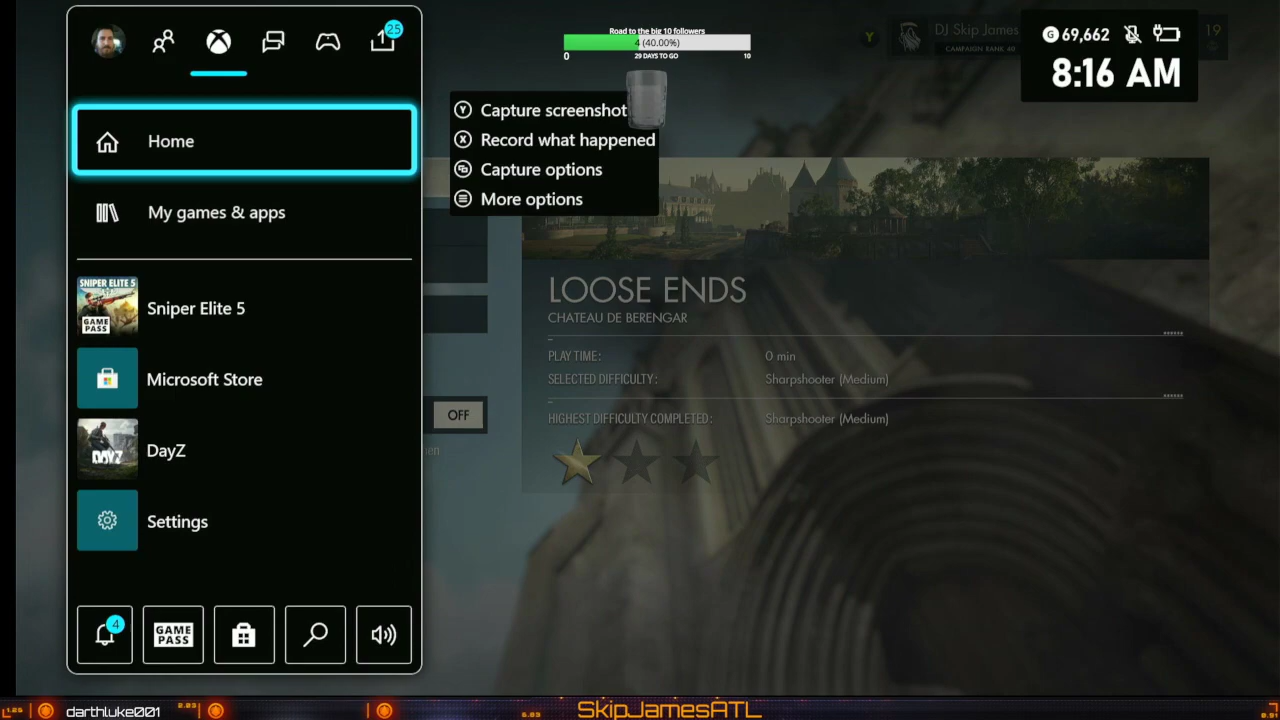 25
Home
My games & apps
SNIPER ELITE 5
GAME PASS
Sniper Elite 5
Microsoft Store
DAYZ
DayZ
Settings
4
GAME PASS
Road to the big 10 followers
4 (40.00%)
0
29 DAYS TO GO
10
Y Capture screenshot
X Record what happened
Capture options
More options
Y
DJ Skip James
CAMPAIGN RANK 40
19
G 69,662
8:16 AM
LOOSE ENDS
CHATEAU DE BERENGAR
PLAY TIME: 0 min
SELECTED DIFFICULTY: Sharpshooter (Medium)
HIGHEST DIFFICULTY COMPLETED: Sharpshooter (Medium)
OFF
darthluke001
SkipJamesATL